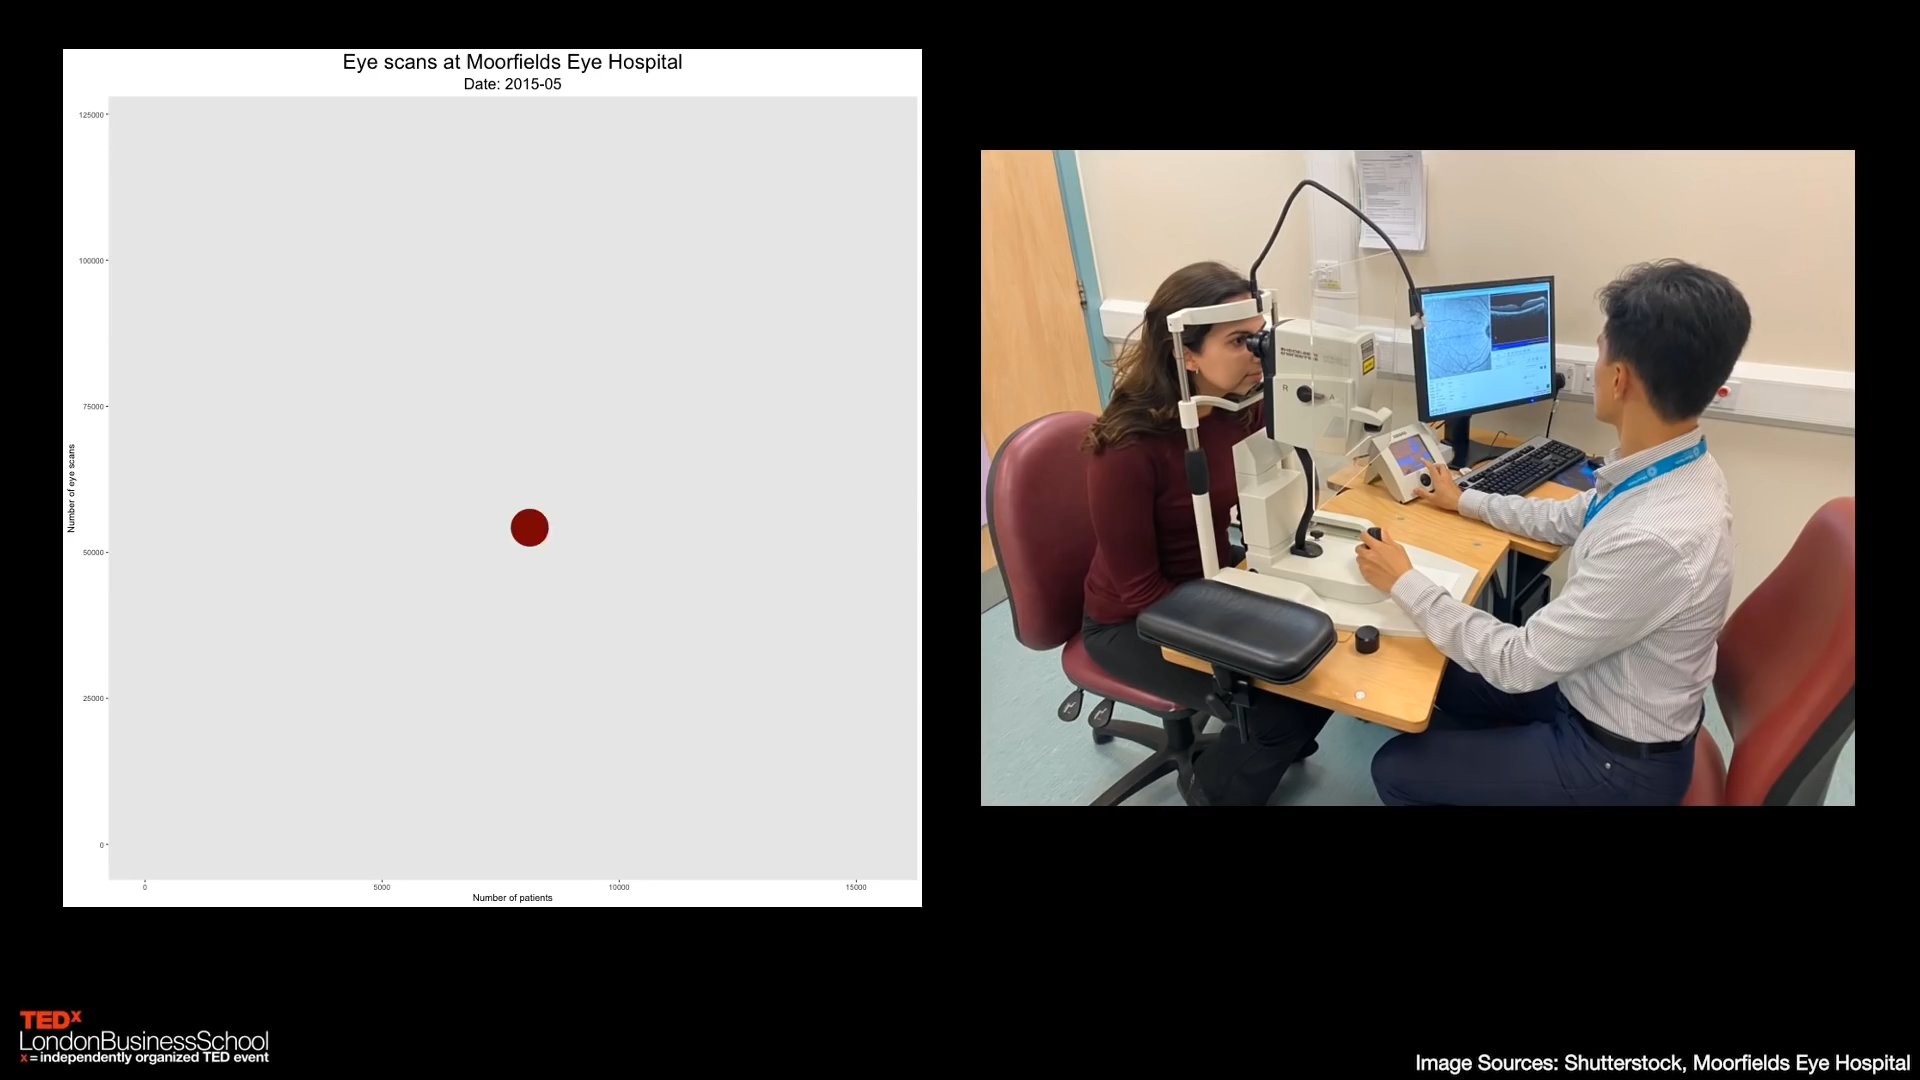 Eye scans at Moorfields Eye Hospital
Date: 2015-05
125000
100000
75000
50000
25000
0
Number of eye scans
0 5000 10000 15000
Number of patients
R A
TEDx
LondonBusinessSchool
x = independently organized TED event
Image Sources: Shutterstock, Moorfields Eye Hospital